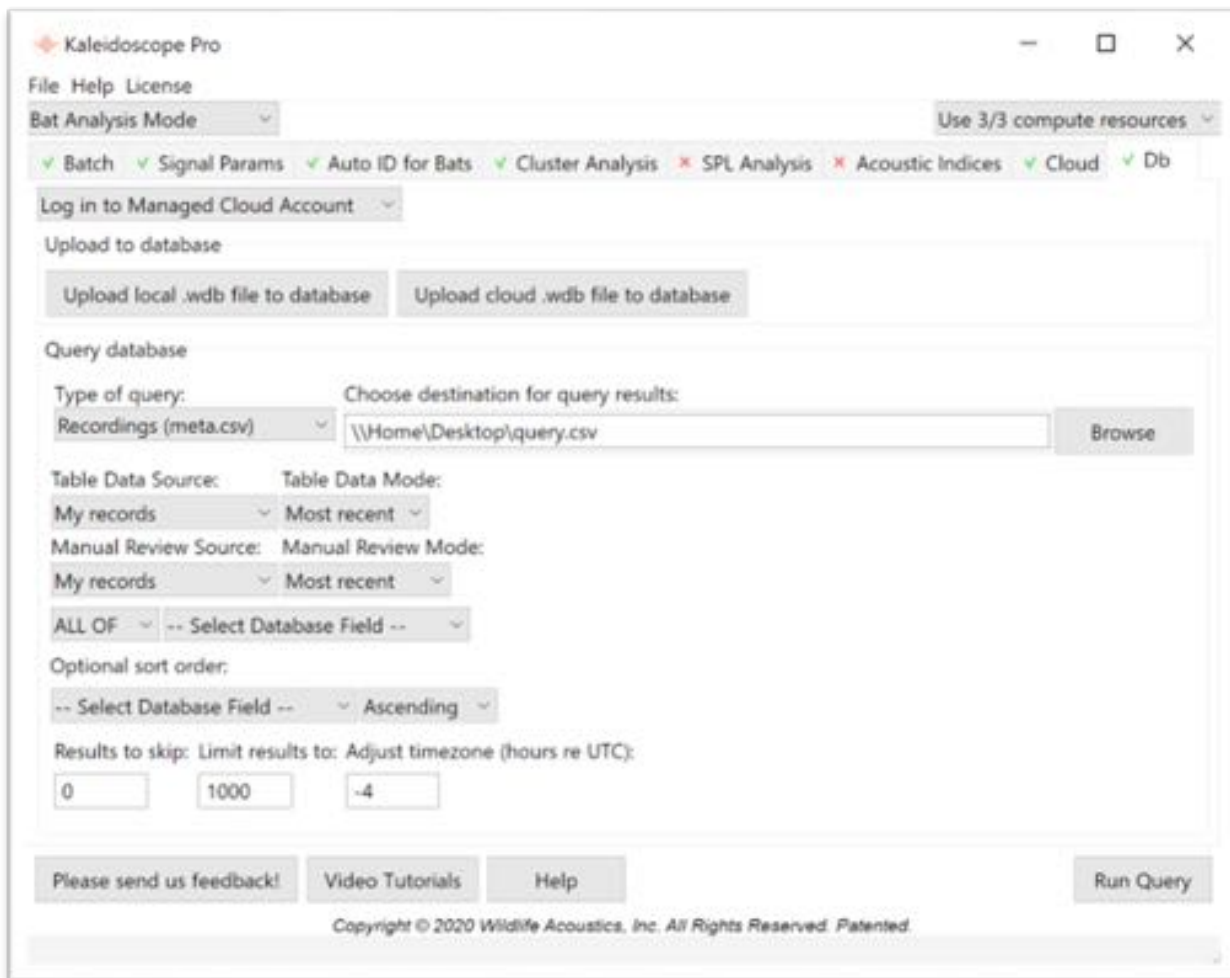 Kaleidoscope Pro
File Help License
Bat Analysis Mode Use 3/3 compute resources
Batch Signal Params Auto ID for Bats Cluster Analysis SPL Analysis Acoustic Indices Cloud Db
Log in to Managed Cloud Account
Upload to database
Upload local .wdb file to database Upload cloud .wdb file to database
Query database
Type of query: Choose destination for query results:
Recordings (meta.csv) \\Home\Desktop\query.csv Browse
Table Data Source: Table Data Mode:
My records Most recent
Manual Review Source: Manual Review Mode:
My records Most recent
ALL OF -- Select Database Field --
Optional sort order:
-- Select Database Field -- Ascending
Results to skip: Limit results to: Adjust timezone (hours re UTC):
0 1000 -4
Please send us feedback! Video Tutorials Help Run Query
Copyright © 2020 Wildlife Acoustics, Inc. All Rights Reserved. Patented.